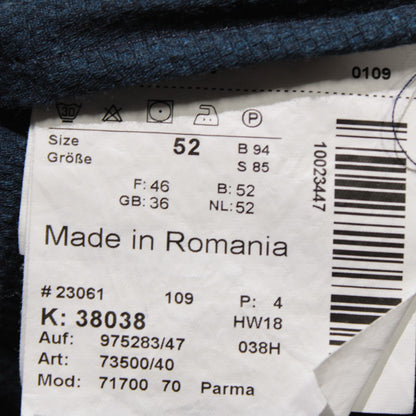 0109
30
P
Size 52 B 94
Größe S 85
F: 46 B: 52
GB: 36 NL: 52
Made in Romania
10023447
# 23061 109 P: 4
K: 38038 HW18
Auf: 975283/47 038H
Art: 73500/40
Mod: 71700 70 Parma